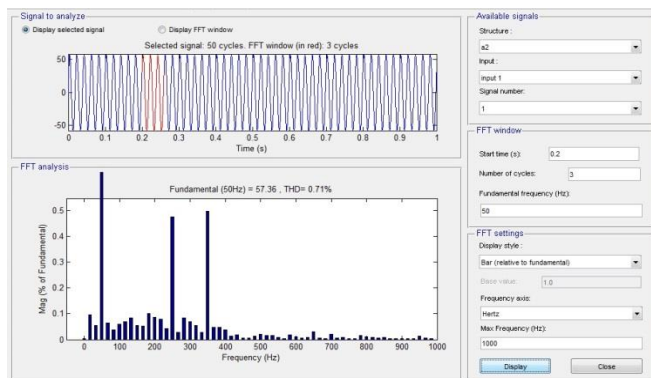 Signal to analyze
Display selected signal
Display FFT window
Selected signal: 50 cycles. FFT window (in red): 3 cycles
50
0
-50
0 0.1 0.2 0.3 0.4 0.5 0.6 0.7 0.8 0.9 1
Time (s)
FFT analysis
Fundamental (50Hz) = 57.36 , THD= 0.71%
Mag (% of Fundamental)
0.5
0.4
0.3
0.2
0.1
0
0 100 200 300 400 500 600 700 800 900 1000
Frequency (Hz)
Available signals
Structure :
a2
Input :
input 1
Signal number:
1
FFT window
Start time (s): 0.2
Number of cycles: 3
Fundamental frequency (Hz):
50
FFT settings
Display style :
Bar (relative to fundamental)
Base value: 1.0
Frequency axis:
Hertz
Max Frequency (Hz):
1000
Display Close